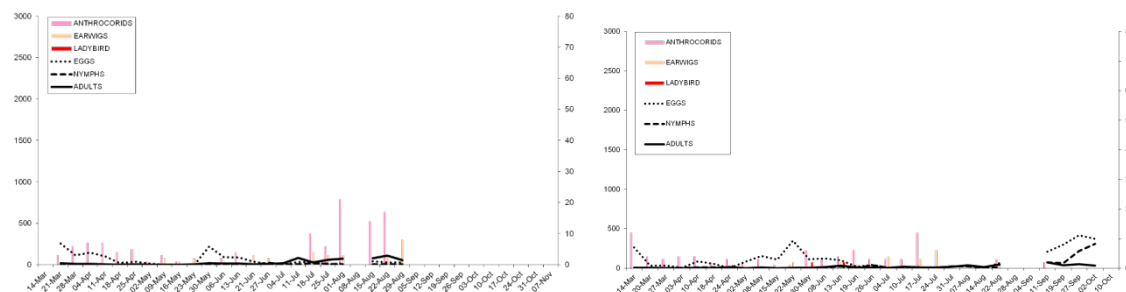 3000
2500
2000
1500
1000
500
0
ANTHROCORIDS
EARWIGS
LADYBIRD
EGGS
NYMPHS
ADULTS
80
70
60
50
40
30
20
10
0
14-Mar
21-Mar
28-Mar
04-Apr
11-Apr
18-Apr
25-Apr
02-May
09-May
16-May
23-May
30-May
06-Jun
13-Jun
20-Jun
27-Jun
04-Jul
11-Jul
18-Jul
25-Jul
01-Aug
08-Aug
15-Aug
22-Aug
29-Aug
05-Sep
12-Sep
19-Sep
26-Sep
03-Oct
10-Oct
17-Oct
24-Oct
31-Oct
07-Nov
3000
2500
2000
1500
1000
500
0
ANTHROCORIDS
EARWIGS
LADYBIRD
EGGS
NYMPHS
ADULTS
14-Mar
20-Mar
27-Mar
03-Apr
10-Apr
18-Apr
24-Apr
02-May
08-May
15-May
22-May
30-May
08-Jun
13-Jun
19-Jun
26-Jun
04-Jul
10-Jul
17-Jul
24-Jul
31-Jul
07-Aug
14-Aug
21-Aug
28-Aug
04-Sep
11-Sep
19-Sep
27-Sep
02-Oct
10-Oct